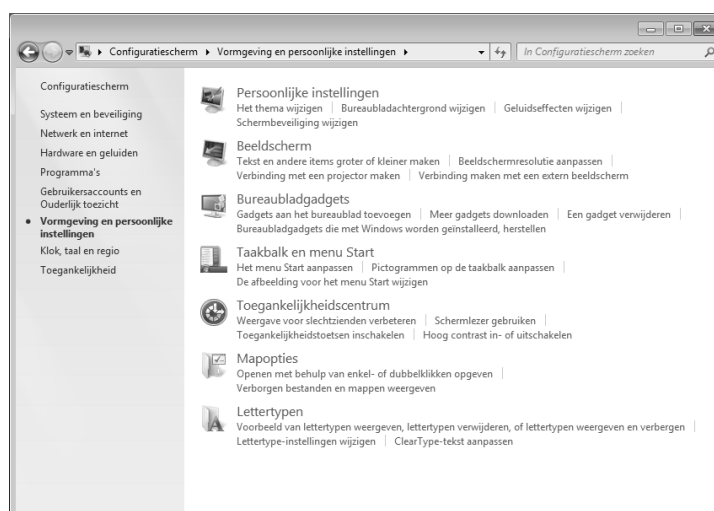 Configuratiescherm ▸ Vormgeving en persoonlijke instellingen ▸
In Configuratiescherm zoeken
Configuratiescherm
Systeem en beveiliging
Netwerk en internet
Hardware en geluiden
Programma's
Gebruikersaccounts en
Ouderlijk toezicht
Vormgeving en persoonlijke
instellingen
Klok, taal en regio
Toegankelijkheid
Persoonlijke instellingen
Het thema wijzigen | Bureaubladachtergrond wijzigen | Geluidseffecten wijzigen |
Schermbeveiliging wijzigen
Beeldscherm
Tekst en andere items groter of kleiner maken | Beeldschermresolutie aanpassen |
Verbinding met een projector maken | Verbinding maken met een extern beeldscherm
Bureaubladgadgets
Gadgets aan het bureaublad toevoegen | Meer gadgets downloaden | Een gadget verwijderen |
Bureaubladgadgets die met Windows worden geïnstalleerd, herstellen
Taakbalk en menu Start
Het menu Start aanpassen | Pictogrammen op de taakbalk aanpassen |
De afbeelding voor het menu Start wijzigen
Toegankelijkheidscentrum
Weergave voor slechtzienden verbeteren | Schermlezer gebruiken |
Toegankelijkheidstoetsen inschakelen | Hoog contrast in- of uitschakelen
Mapopties
Openen met behulp van enkel- of dubbelklikken opgeven |
Verborgen bestanden en mappen weergeven
Lettertypen
Voorbeeld van lettertypen weergeven, lettertypen verwijderen, of lettertypen weergeven en verbergen |
Lettertype-instellingen wijzigen | ClearType-tekst aanpassen